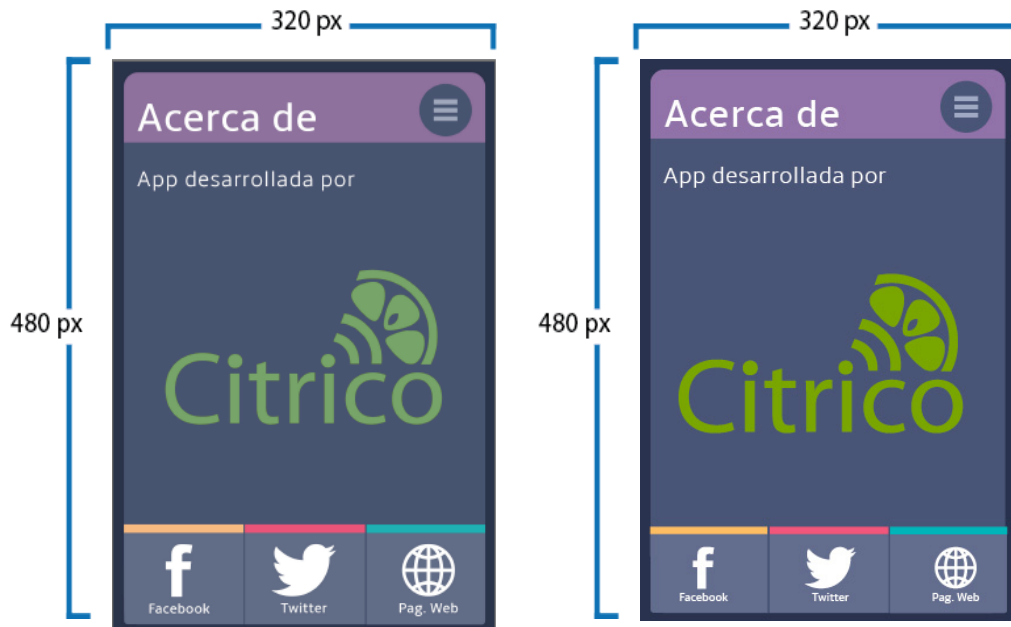 320 px
480 px
Acerca de
App desarrollada por
Citrico
Facebook
Twitter
Pag. Web
320 px
480 px
Acerca de
App desarrollada por
Citrico
Facebook
Twitter
Pag. Web